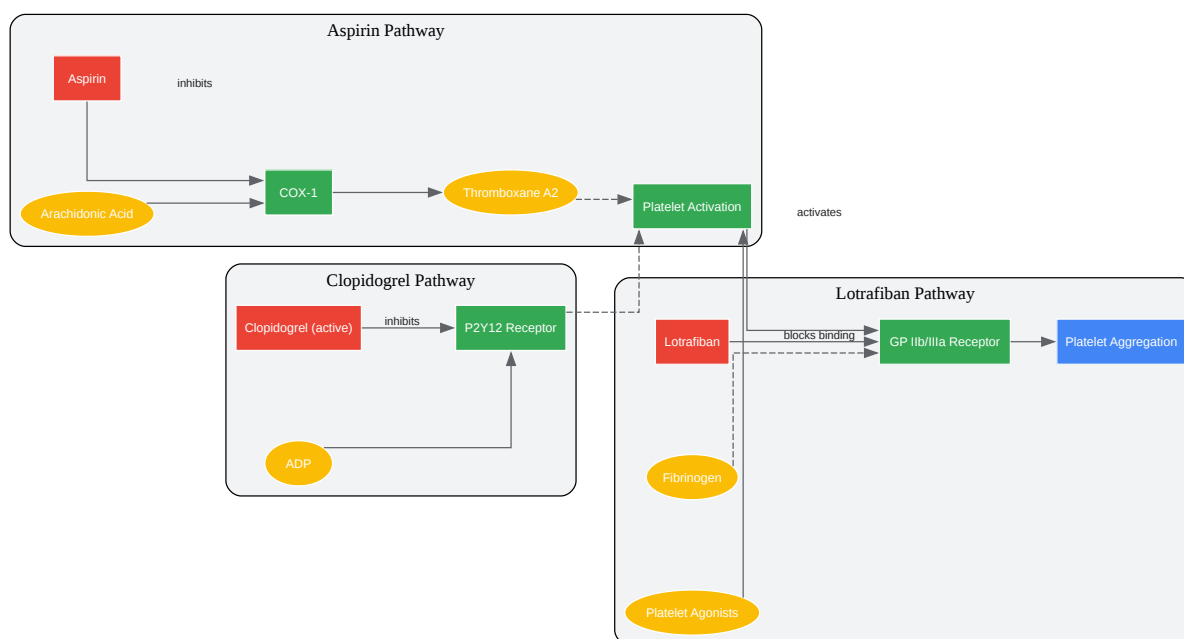 Aspirin Pathway
Aspirin
inhibits
COX-1
Thromboxane A2
Arachidonic Acid
Platelet Activation
activates
Clopidogrel Pathway
Clopidogrel (active)
inhibits
P2Y12 Receptor
ADP
Lotrafiban Pathway
Lotrafiban
blocks binding
GP IIb/IIIa Receptor
Platelet Aggregation
Fibrinogen
Platelet Agonists